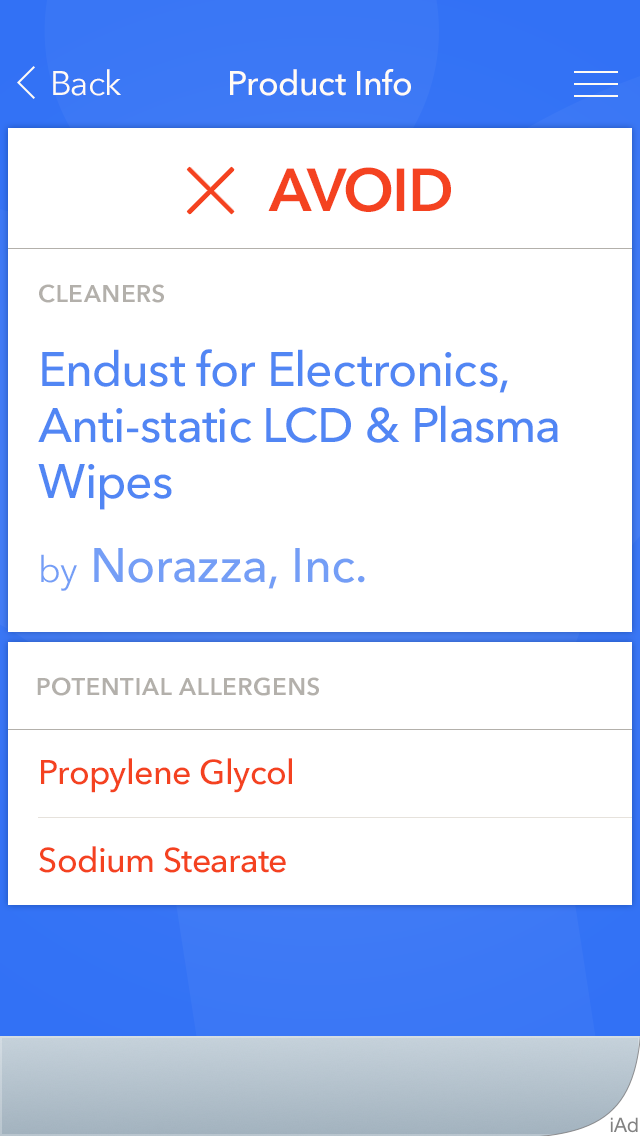 Back Product Info
AVOID
CLEANERS
Endust for Electronics,
Anti-static LCD & Plasma
Wipes
by Norazza, Inc.
POTENTIAL ALLERGENS
Propylene Glycol
Sodium Stearate
iAd